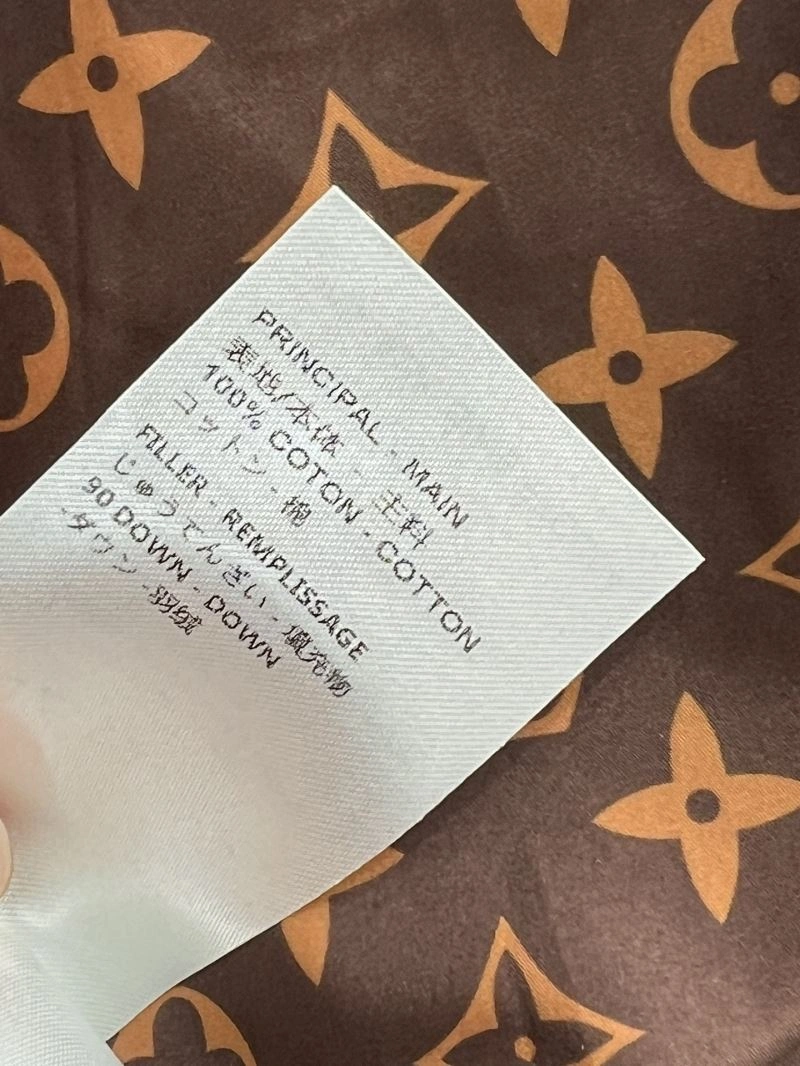 PRINCIPAL - MAIN
表地/本体 - 主料
100% COTON - COTTON
コットン - 棉
FILLER - REMPLISSAGE
じゅうてんざい - 填充物
90 DOWN - DOWN
-ダウン -羽绒